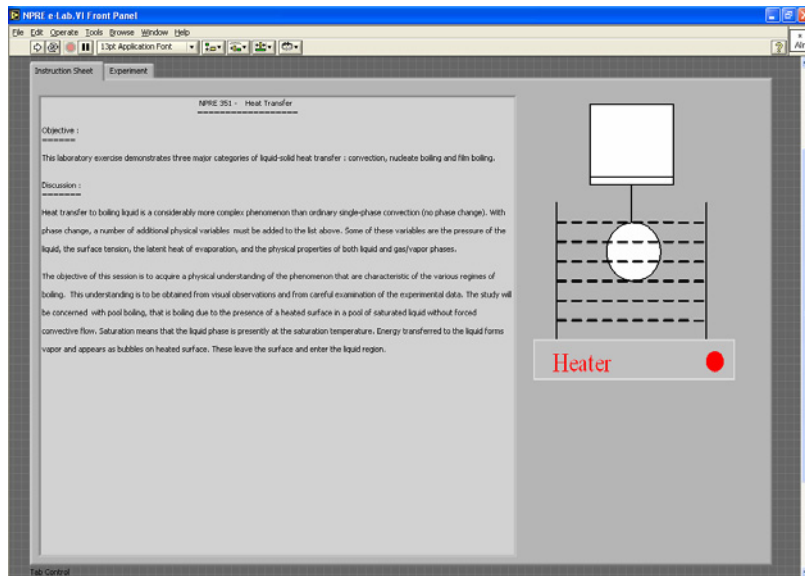 NPRE e-Lab.VI Front Panel
File Edit Operate Tools Browse Window Help
13pt Application Font
Instruction Sheet Experiment
NPRE 351 - Heat Transfer
====================
Objective :
======
This laboratory exercise demonstrates three major categories of liquid-solid heat transfer : convection, nucleate boiling and film boiling.
Discussion :
=======
Heat transfer to boiling liquid is a considerably more complex phenomenon than ordinary single-phase convection (no phase change). With
phase change, a number of additional physical variables must be added to the list above. Some of these variables are the pressure of the
liquid, the surface tension, the latent heat of evaporation, and the physical properties of both liquid and gas/vapor phases.
The objective of this session is to acquire a physical understanding of the phenomenon that are characteristic of the various regimes of
boiling. This understanding is to be obtained from visual observations and from careful examination of the experimental data. The study will
be concerned with pool boiling, that is boiling due to the presence of a heated surface in a pool of saturated liquid without forced
convective flow. Saturation means that the liquid phase is presently at the saturation temperature. Energy transferred to the liquid forms
vapor and appears as bubbles on heated surface. These leave the surface and enter the liquid region.
Heater
Tab Control